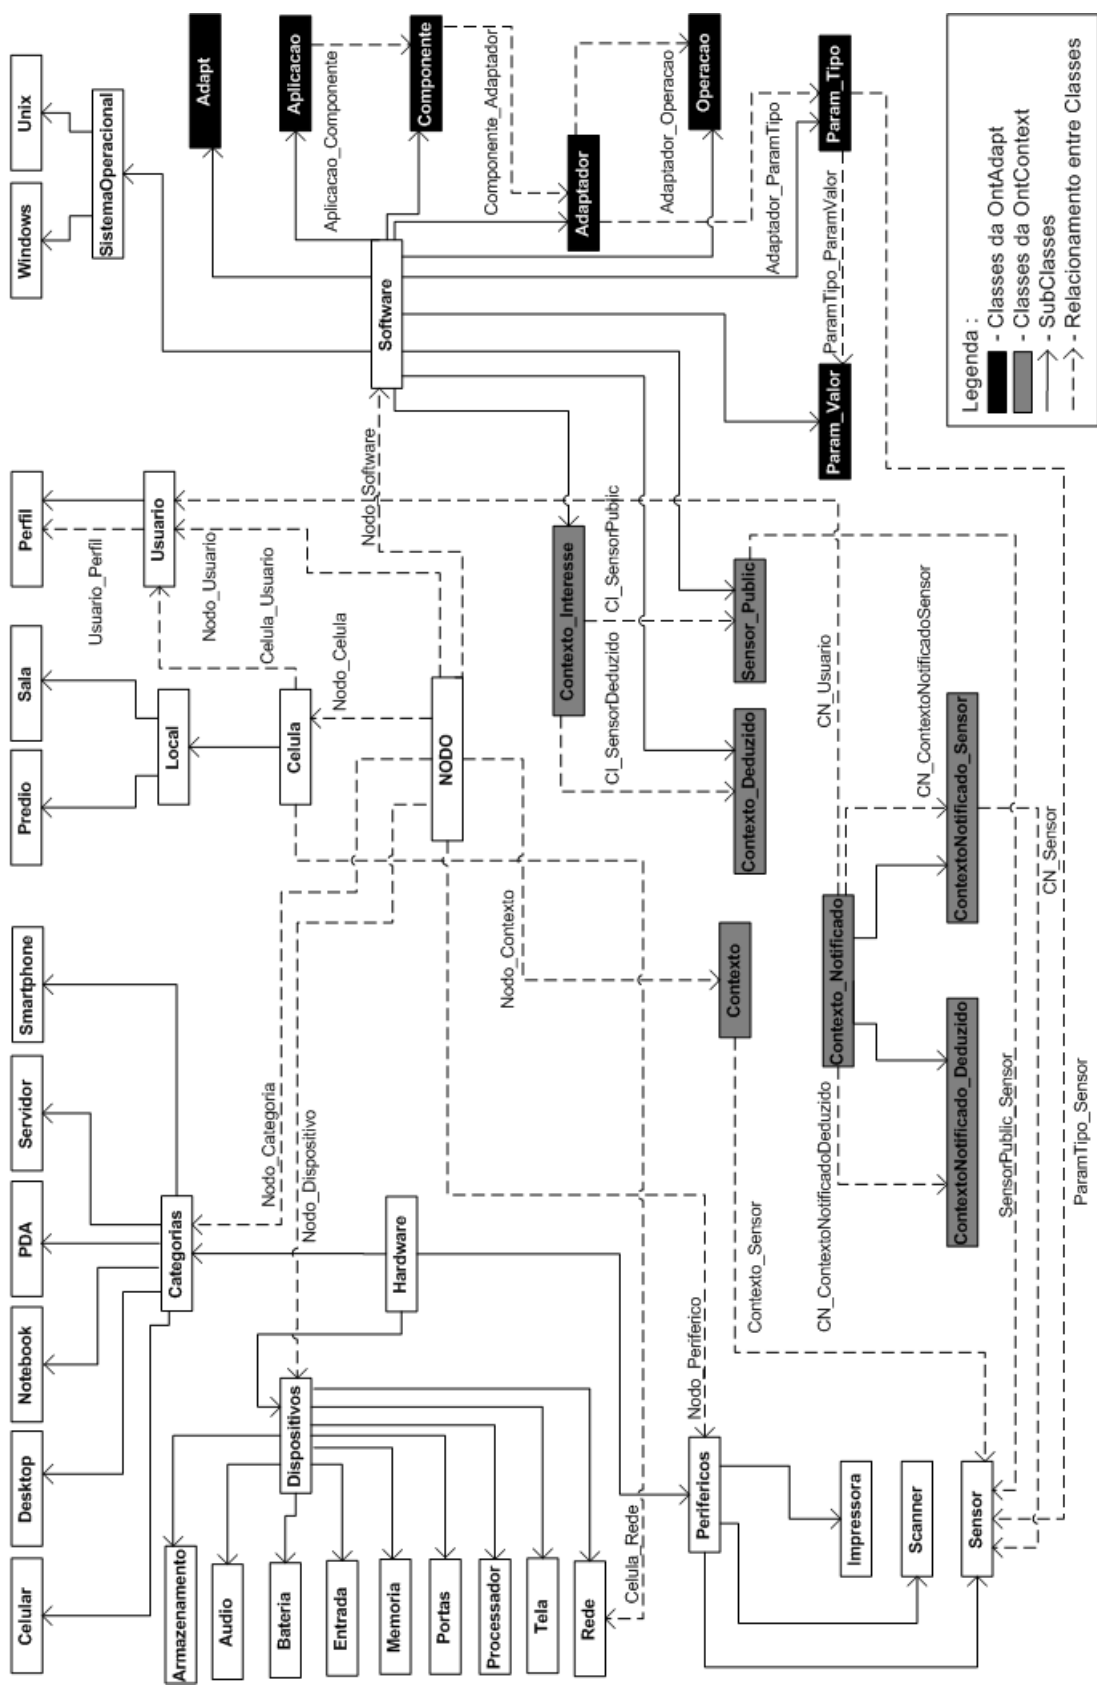 Celular
Desktop
Notebook
PDA
Servidor
Smartphone
Predio
Sala
Perfil
Windows
Unix
SistemaOperacional
Categorias
Local
Usuario
Usuario_Perfil
Nodo_Usuario
Celula_Usuario
Nodo_Celula
Celula
Nodo_Categoria
Nodo_Dispositivo
Armazenamento
Audio
Bateria
Entrada
Memoria
Portas
Processador
Tela
Rede
Dispositivos
Hardware
NODO
Nodo_Software
Software
Adapt
Aplicacao
Aplicacao_Componente
Componente
Componente_Adaptador
Adaptador
Adaptador_Operacao
Operacao
Adaptador_ParamTipo
Param_Tipo
ParamTipo_ParamValor
Param_Valor
Nodo_Contexto
Contexto_Interesse
CI_SensorDeduzido
CI_SensorPublic
Sensor_Public
Contexto_Deduzido
Contexto
Celula_Rede
Nodo_Periferico
Perifericos
Contexto_Sensor
CN_Usuario
Contexto_Notificado
CN_ContextoNotificadoDeduzido
CN_ContextoNotificadoSensor
ContextoNotificado_Deduzido
ContextoNotificado_Sensor
Impressora
Scanner
Sensor
SensorPublic_Sensor
CN_Sensor
ParamTipo_Sensor
Legenda :
- Classes da OntAdapt
- Classes da OntContext
- SubClasses
- Relacionamento entre Classes